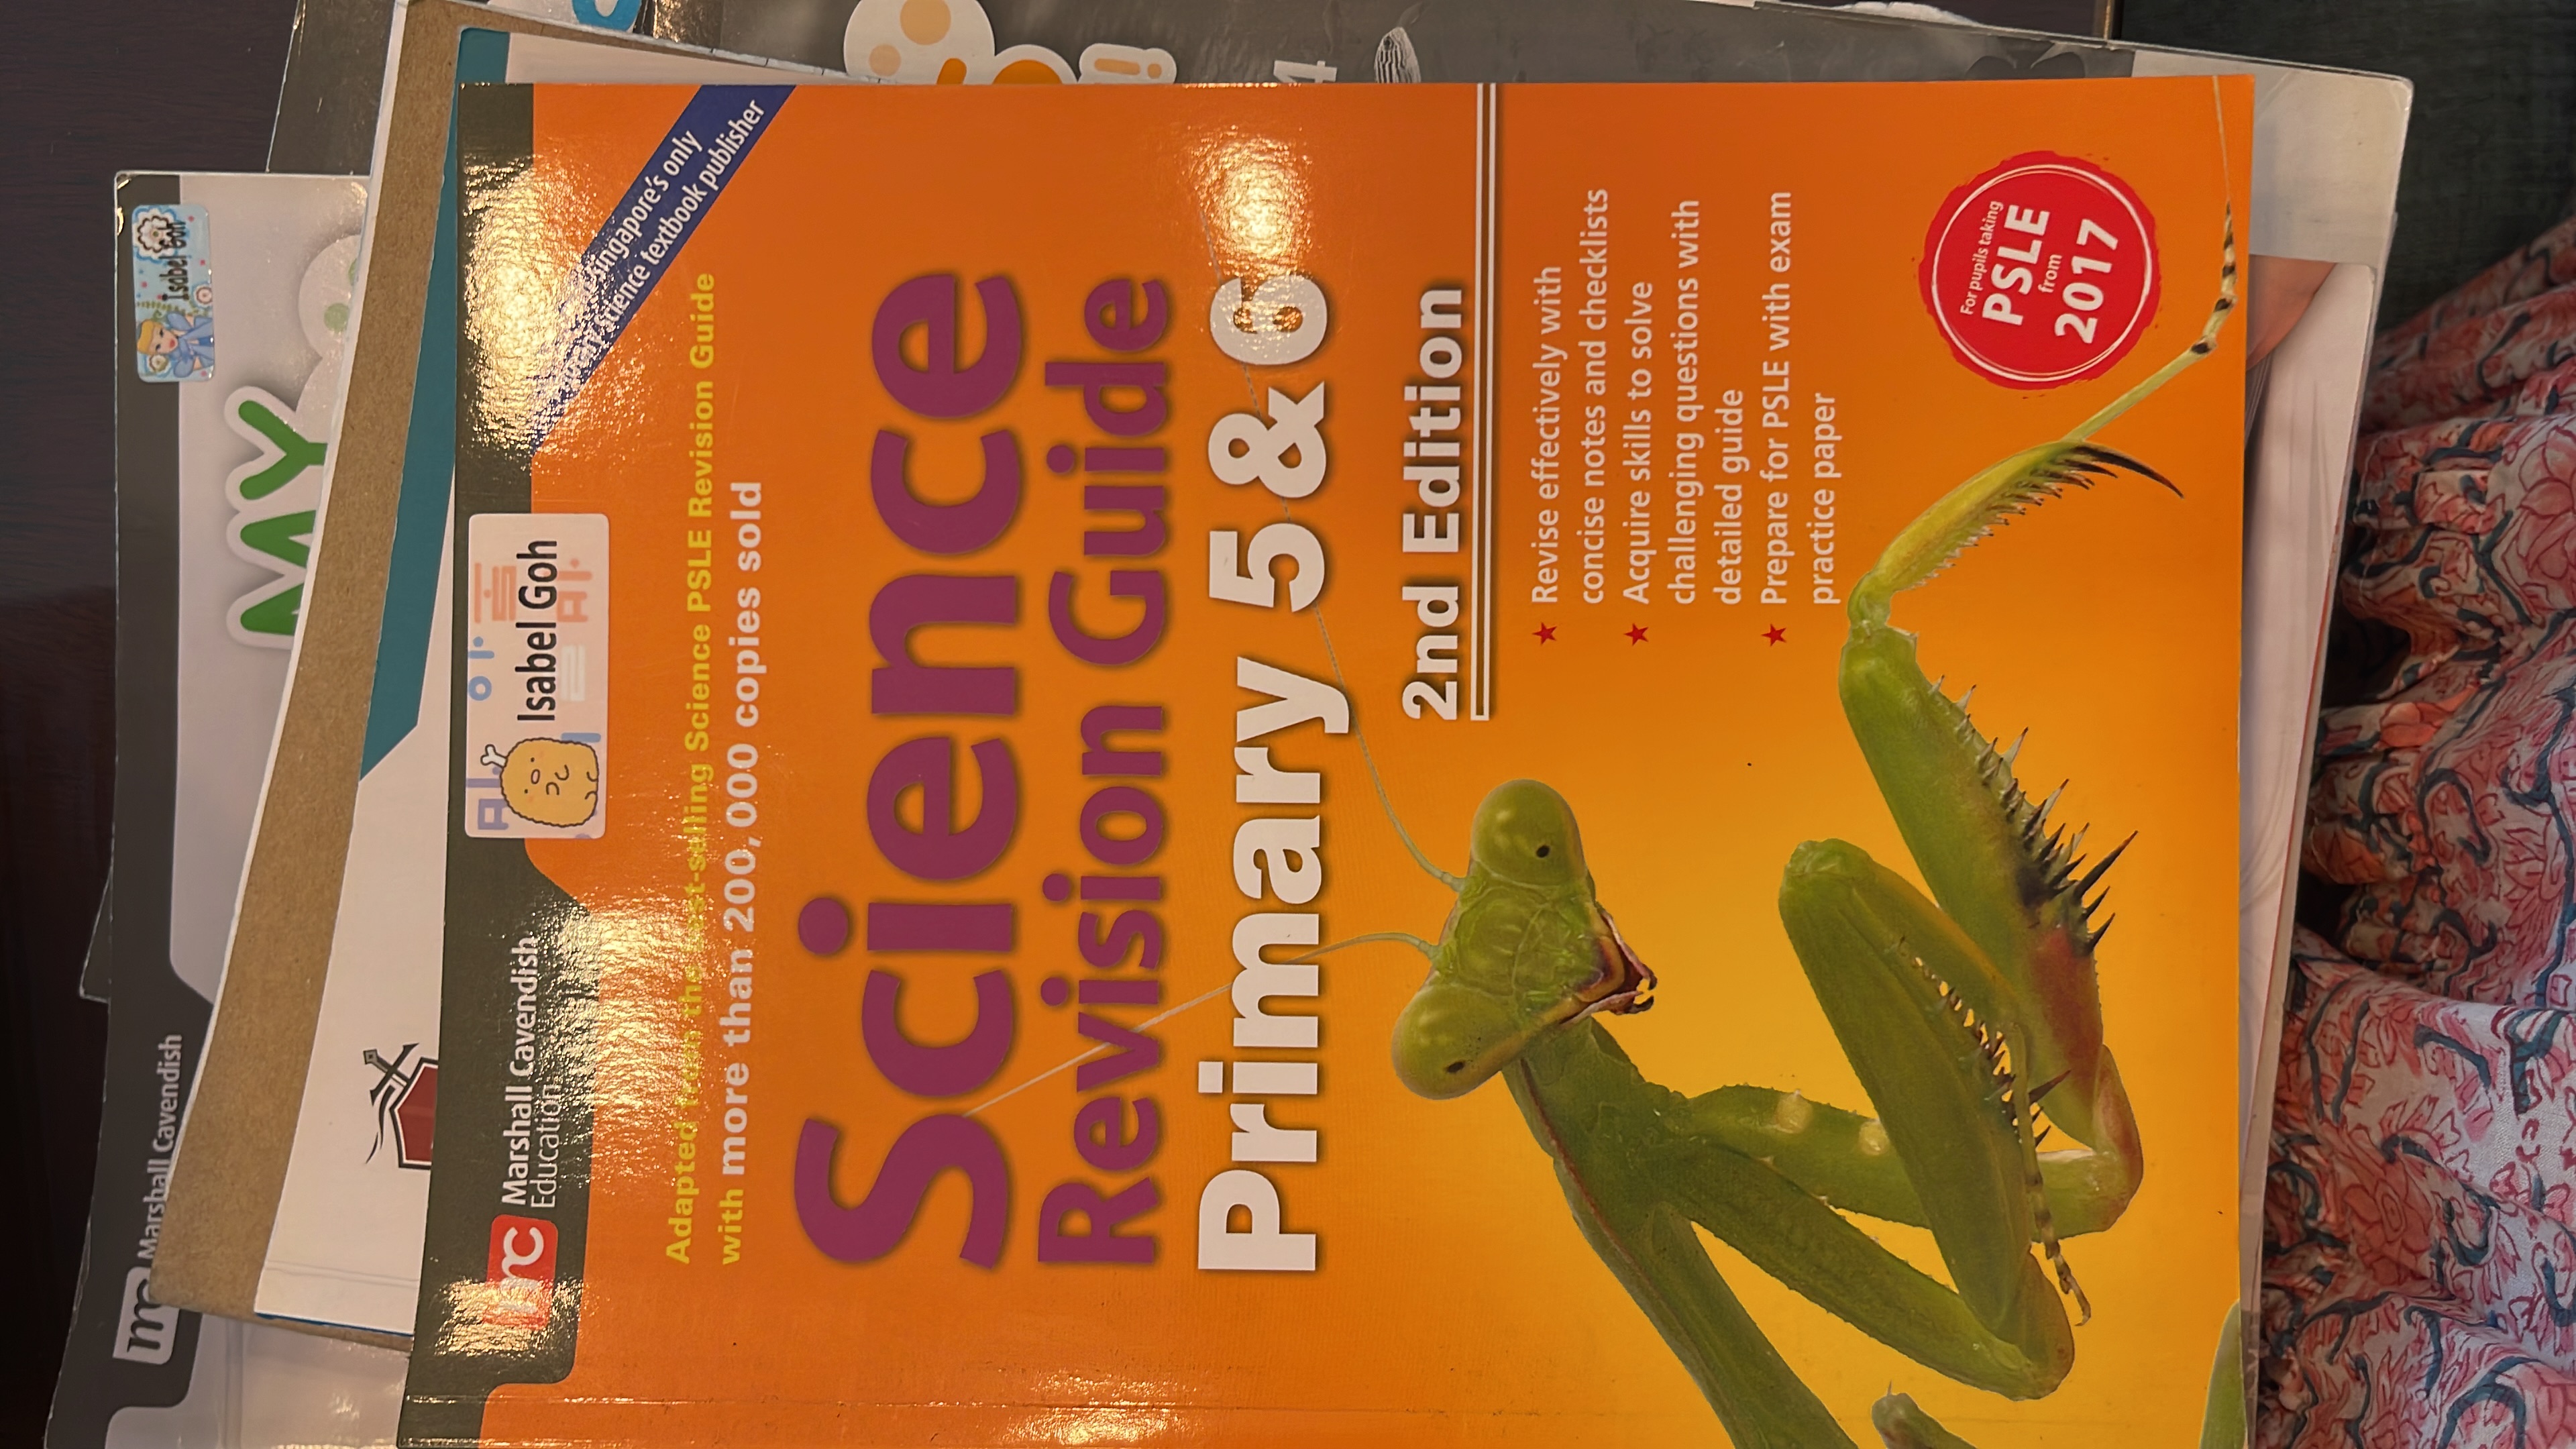 Marshall Cavendish
Education
Isabel Goh
Singapore's only
science textbook publisher
Adapted from the best-selling Science PSLE Revision Guide
with more than 200,000 copies sold
Science
Revision Guide
Primary 5 & 6
2nd Edition
★ Revise effectively with
concise notes and checklists
★ Acquire skills to solve
challenging questions with
detailed guide
★ Prepare for PSLE with exam
practice paper
For pupils taking
PSLE
from
2017
Marshall Cavendish
Isabel Goh
MY
4